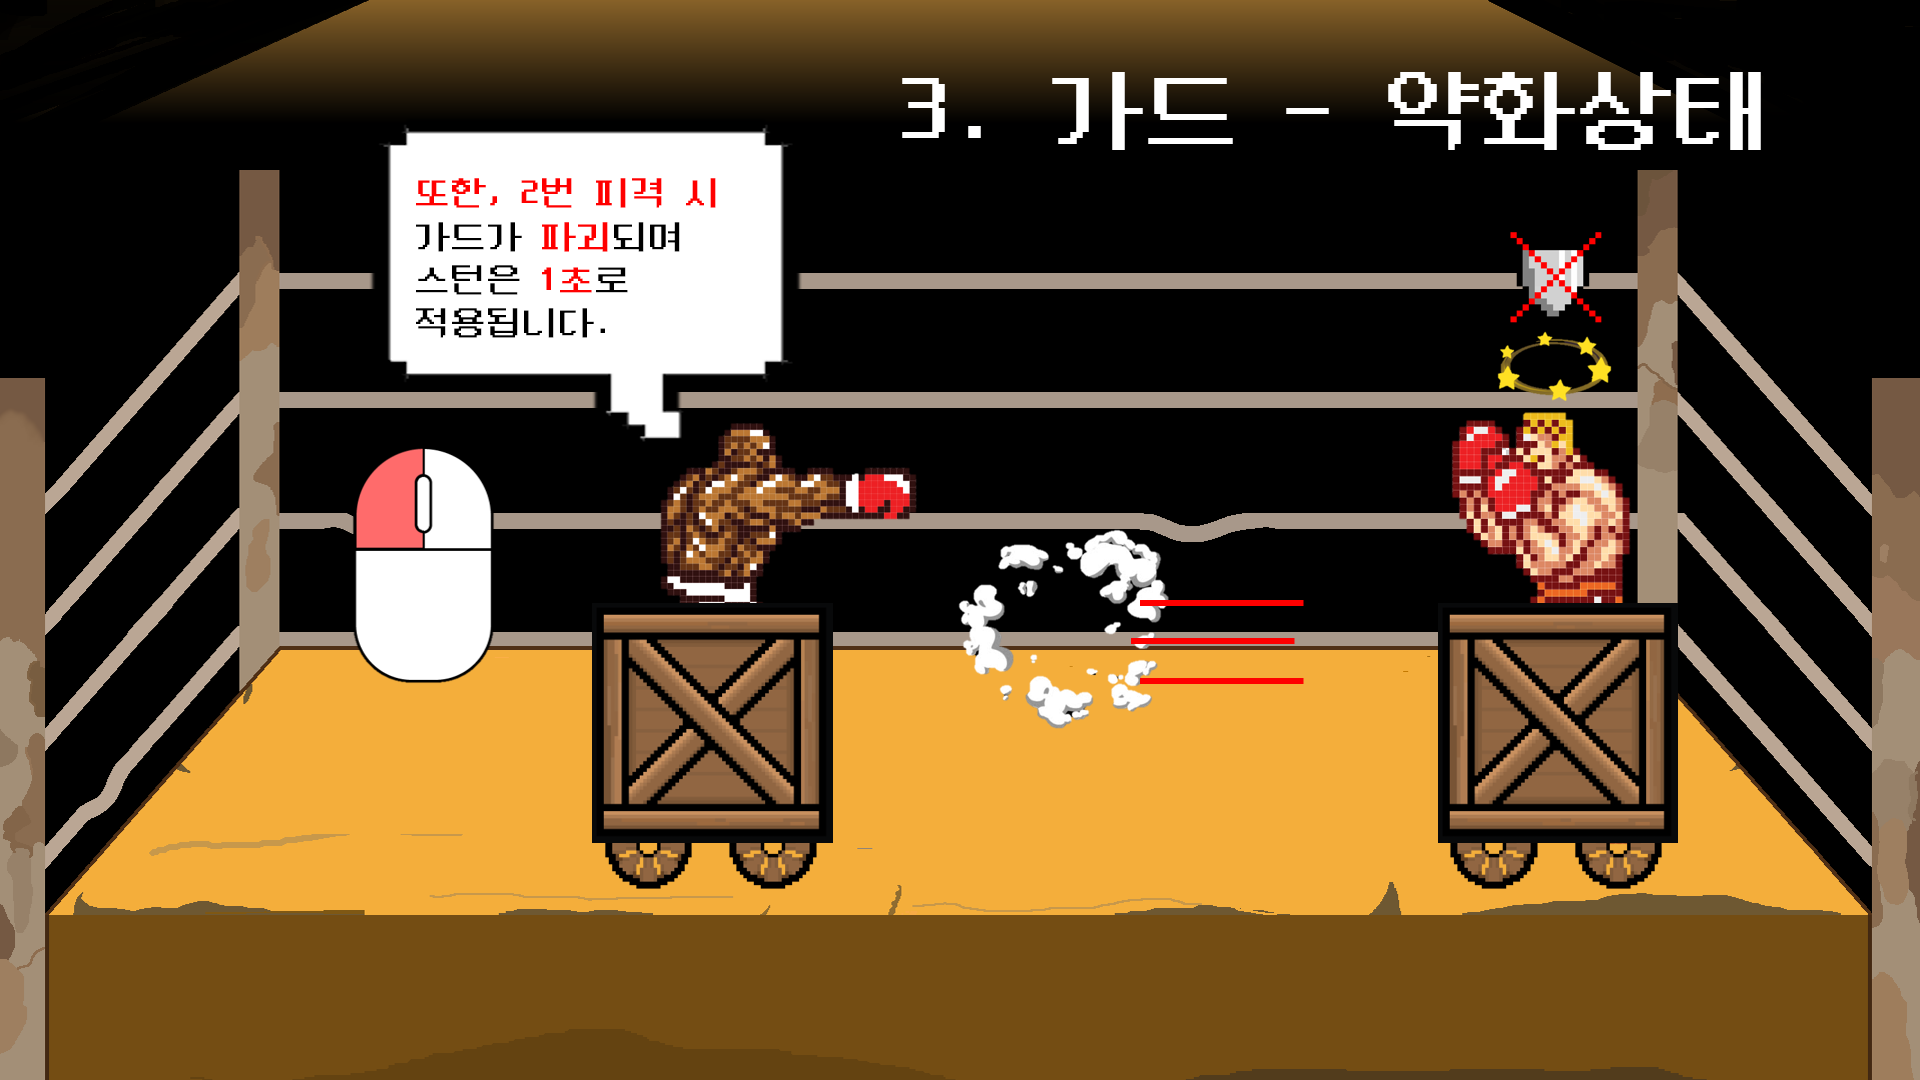 3. 가드 - 약화상태
또한, 2번 피격 시
가드가 파괴되며
스턴은 1초로
적용됩니다.